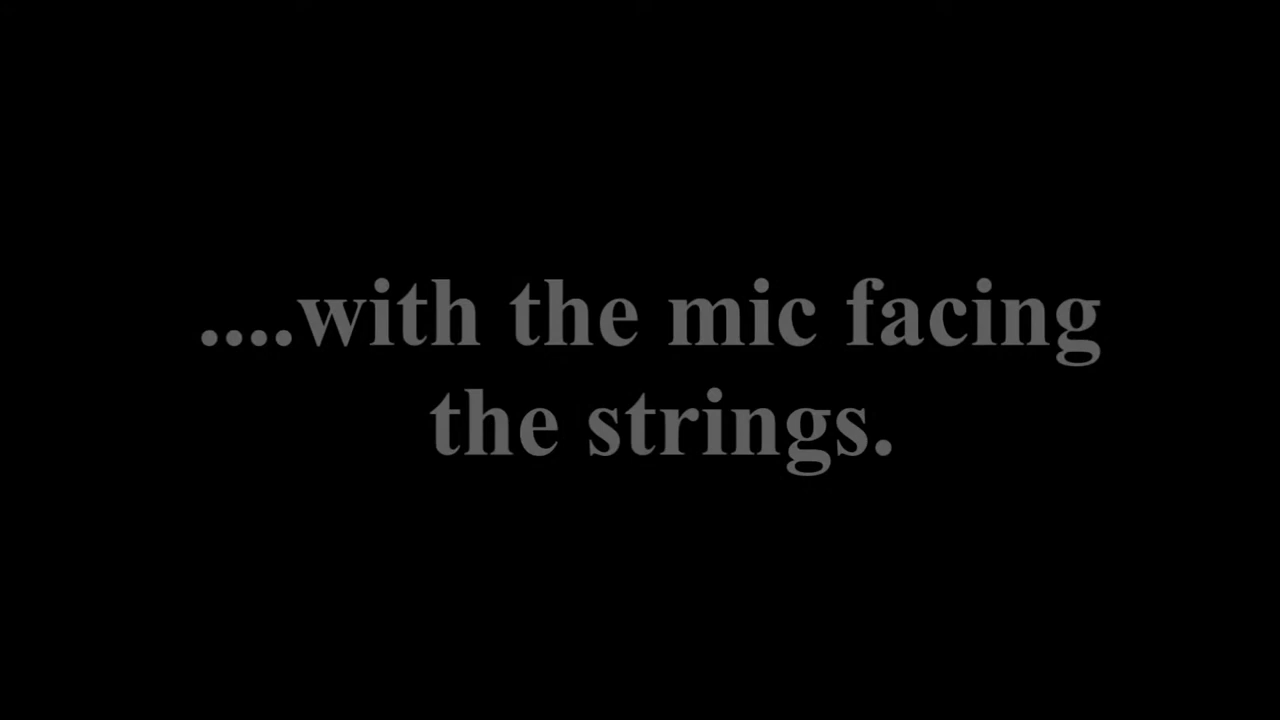 ....with the mic facing
the strings.